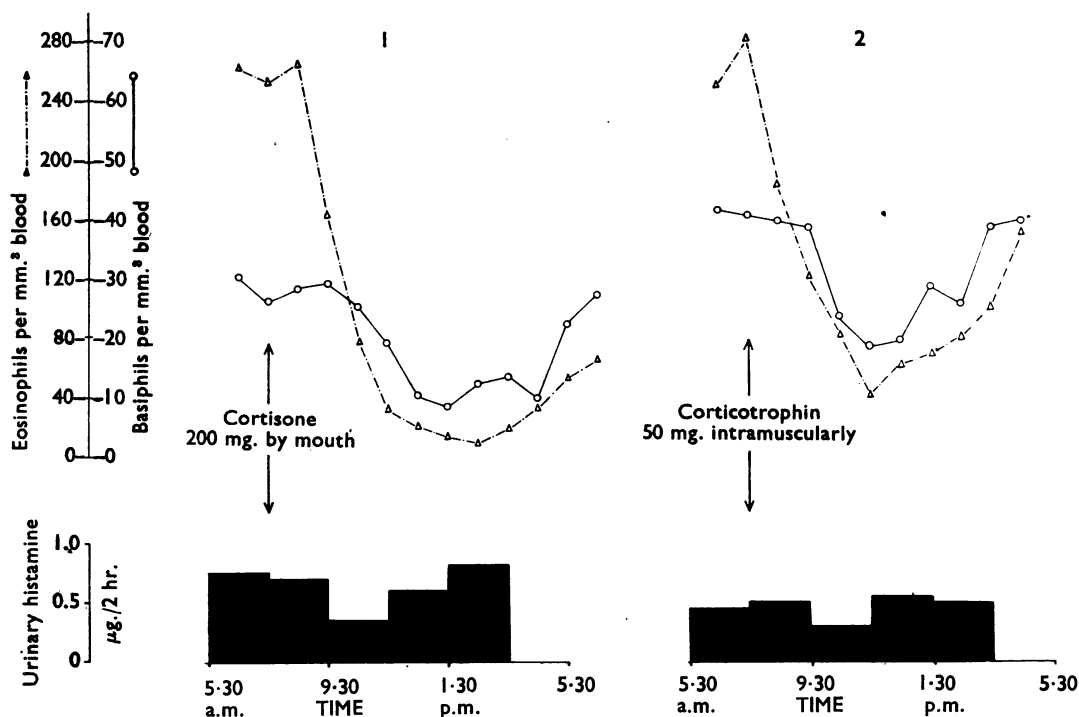 1
2
280 70
240 60
200 50
160 40
120 30
80 20
40 10
0 0
Eosinophils per mm.³ blood
Basiphils per mm.³ blood
Cortisone
200 mg. by mouth
Corticotrophin
50 mg. intramuscularly
Urinary histamine
µg./2 hr.
1.0
0.5
0
5·30 9·30 1·30 5·30
a.m. TIME p.m.
5·30 9·30 1·30 5·30
a.m. TIME p.m.